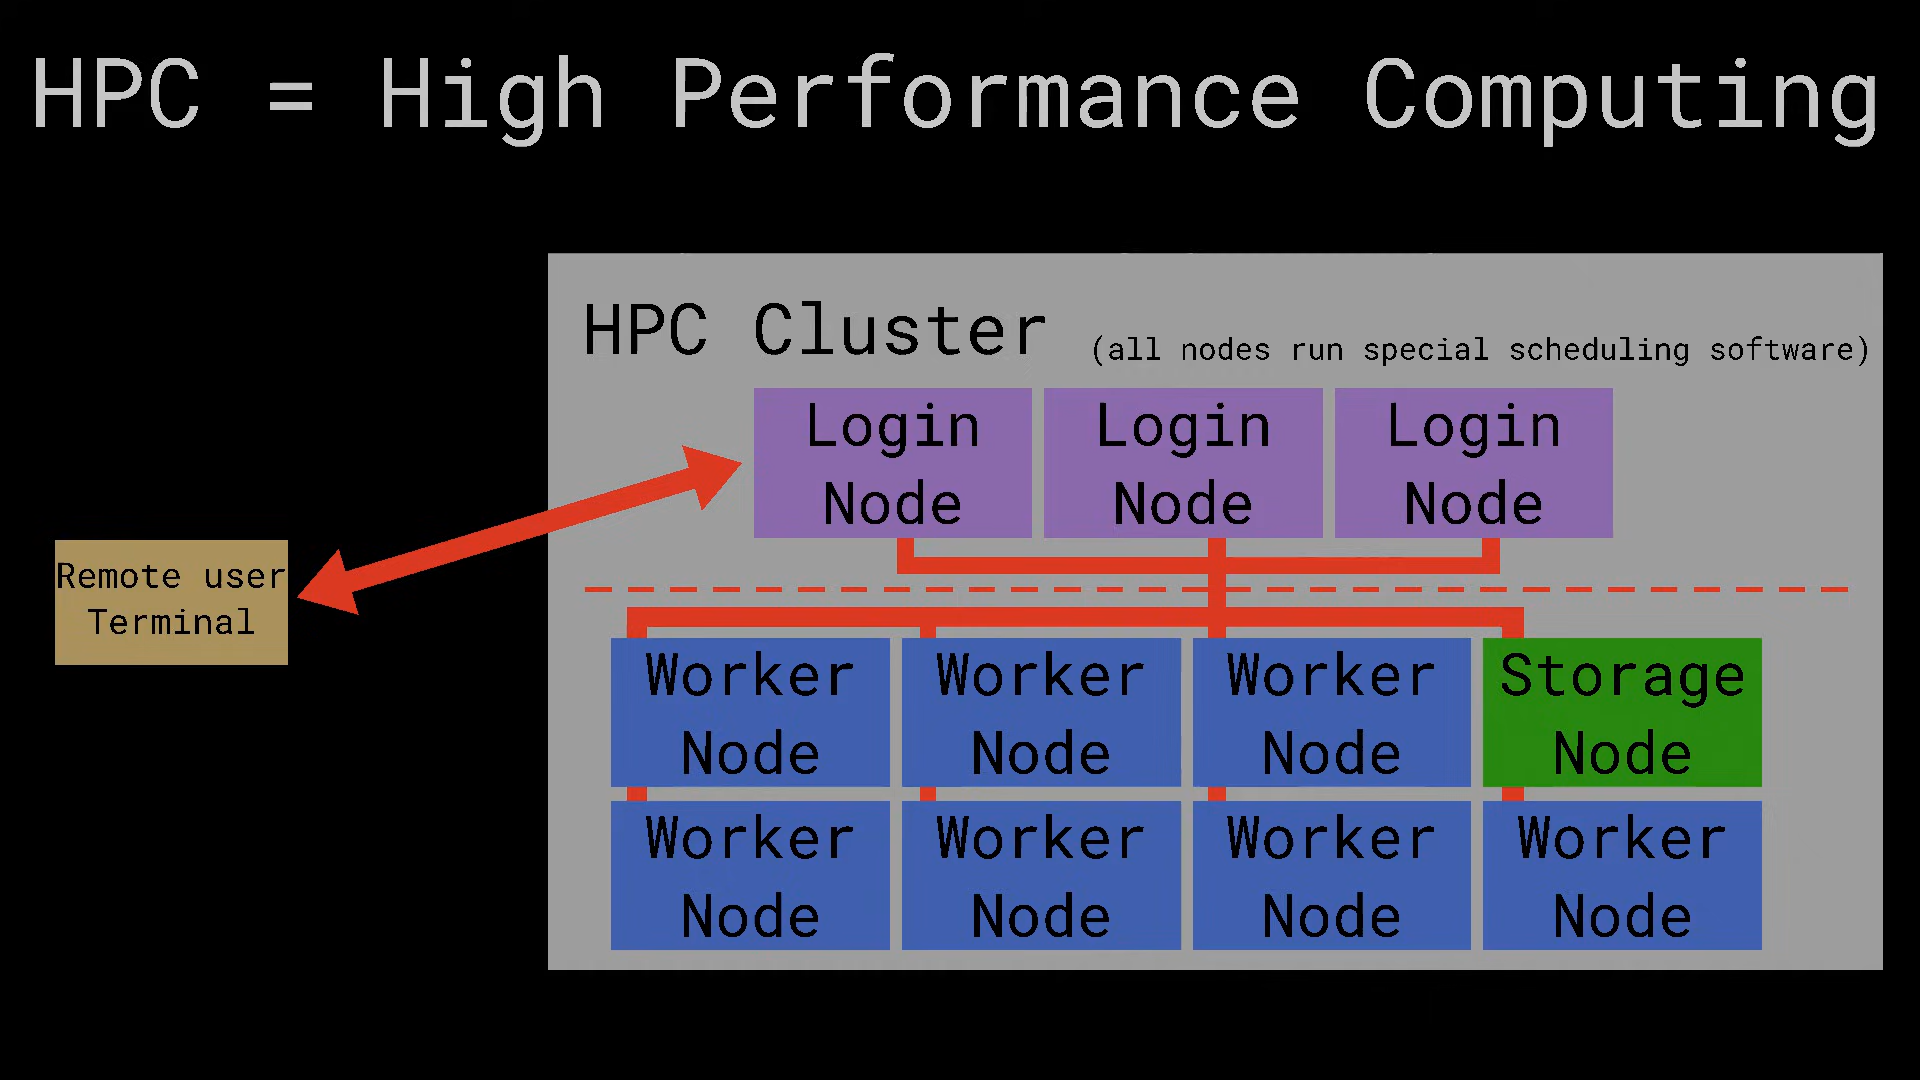 HPC = High Performance Computing
HPC Cluster (all nodes run special scheduling software)
Login Login Login
Node Node Node
Remote user
Terminal
Worker Worker Worker Storage
Node Node Node Node
Worker Worker Worker Worker
Node Node Node Node